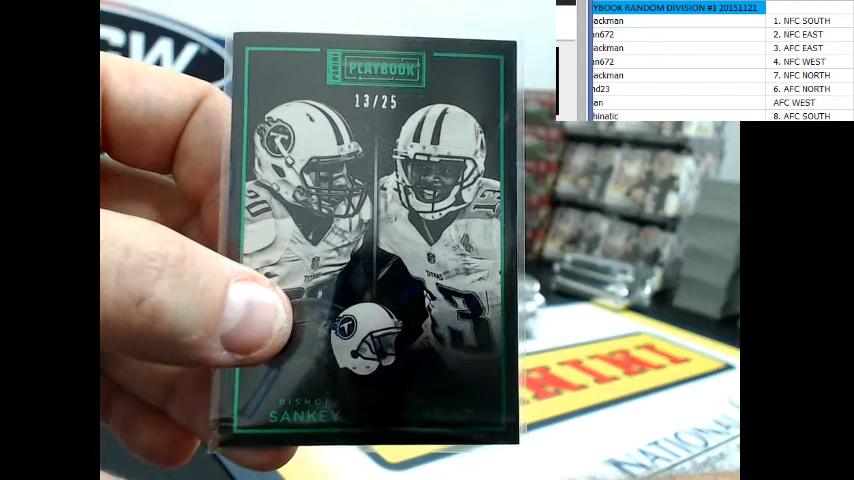 YBOOK RANDOM DIVISION #1 20151121
ackman 1. NFC SOUTH
an672 2. NFC EAST
ackman 3. AFC EAST
an672 4. NFC WEST
ackman 7. NFC NORTH
nd23 6. AFC NORTH
an AFC WEST
hinatic 8. AFC SOUTH
PANINI PLAYBOOK
13/25
TITANS
TITANS
13
BISHOP
SANKEY
PANINI
NATIONAL